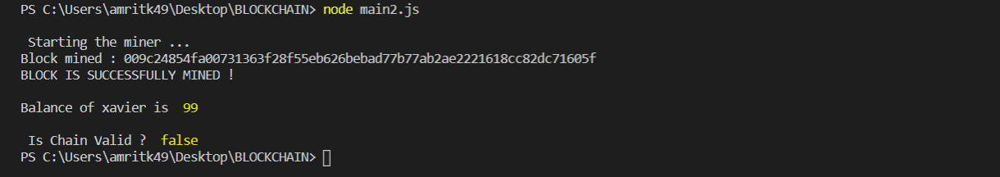 PS C:\Users\amritk49\Desktop\BLOCKCHAIN> node main2.js
Starting the miner ...
Block mined : 009c24854fa00731363f28f55eb626bebad77b77ab2ae2221618cc82dc71605f
BLOCK IS SUCCESSFULLY MINED !
Balance of xavier is  99
Is Chain Valid ?  false
PS C:\Users\amritk49\Desktop\BLOCKCHAIN>